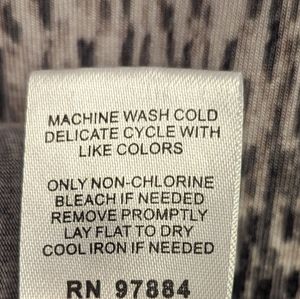 MACHINE WASH COLD
DELICATE CYCLE WITH
LIKE COLORS
ONLY NON-CHLORINE
BLEACH IF NEEDED
REMOVE PROMPTLY
LAY FLAT TO DRY
COOL IRON IF NEEDED
RN 97884